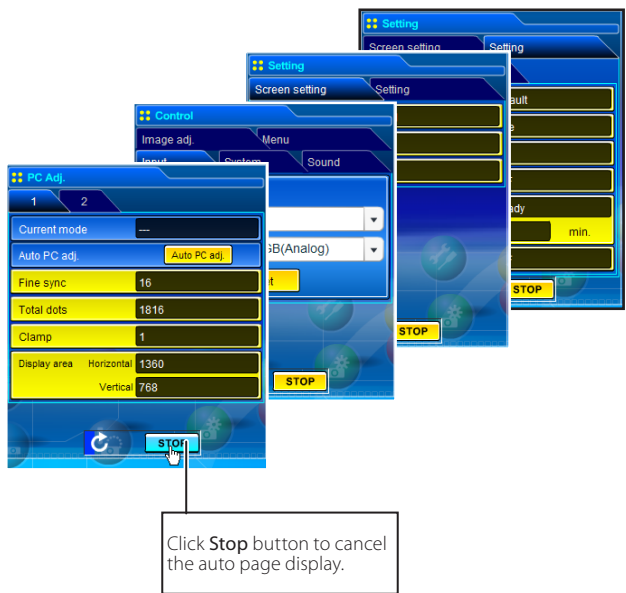 Setting
Screen setting Setting
ault
e
ady
min.
STOP
Setting
Screen setting Setting
STOP
Control
Image adj. Menu
Input System Sound
GB(Analog)
et
STOP
PC Adj.
1 2
Current mode ---
Auto PC adj. Auto PC adj.
Fine sync 16
Total dots 1816
Clamp 1
Display area Horizontal 1360
Vertical 768
STOP
Click Stop button to cancel
the auto page display.